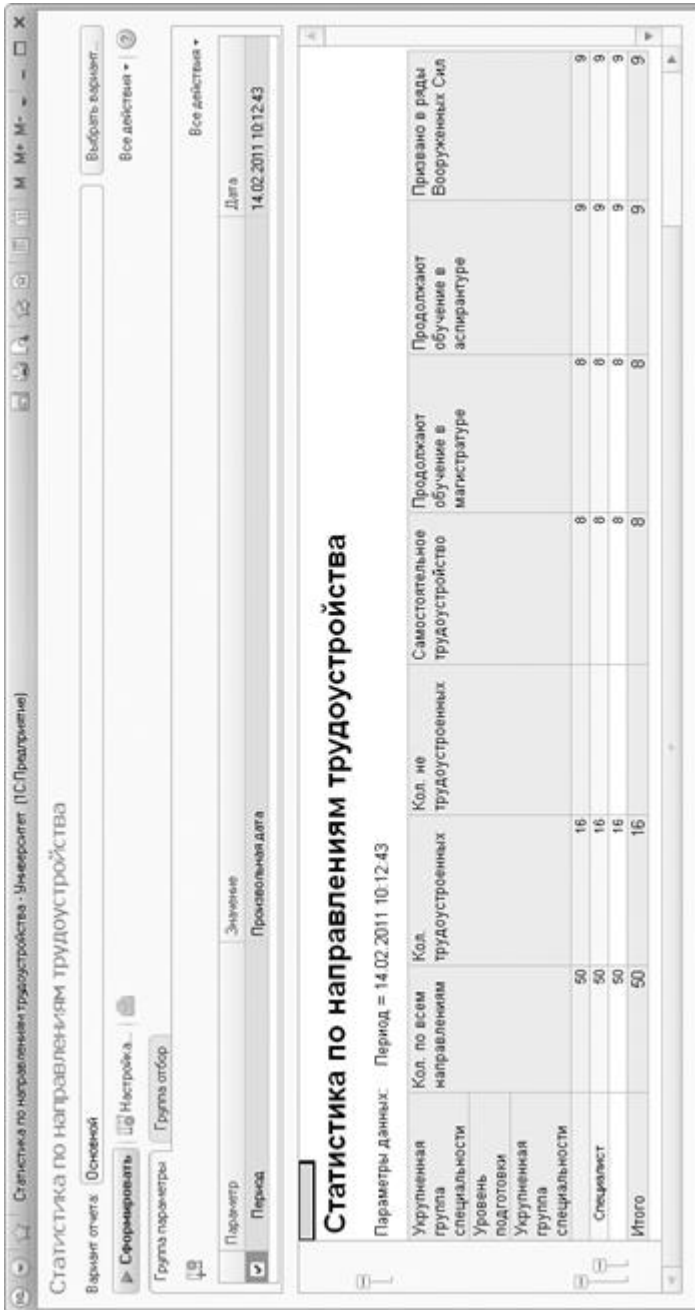 Статистика по направлениям трудоустройства - Университет (1С:Предприятие)
M M+ M-
Статистика по направлениям трудоустройства
Вариант отчета: Основной Выбрать вариант...
Сформировать Настройка... Все действия
Группа параметры Группа отбор
Все действия
Параметр Значение Дата
Период Произвольная дата 14.02.2011 10:12:43
Статистика по направлениям трудоустройства
Параметры данных: Период = 14.02.2011 10:12:43
Укрупненная группа специальности Кол. по всем направлениям Кол. трудоустроенных Кол. не трудоустроенных Самостоятельное трудоустройство Продолжают обучение в магистратуре Продолжают обучение в аспирантуре Призвано в ряды Вооруженных Сил
Уровень подготовки
Укрупненная группа специальности
50 16 8 8 9 9
Специалист 50 16 8 8 9 9
50 16 8 8 9 9
Итого 50 16 8 8 9 9